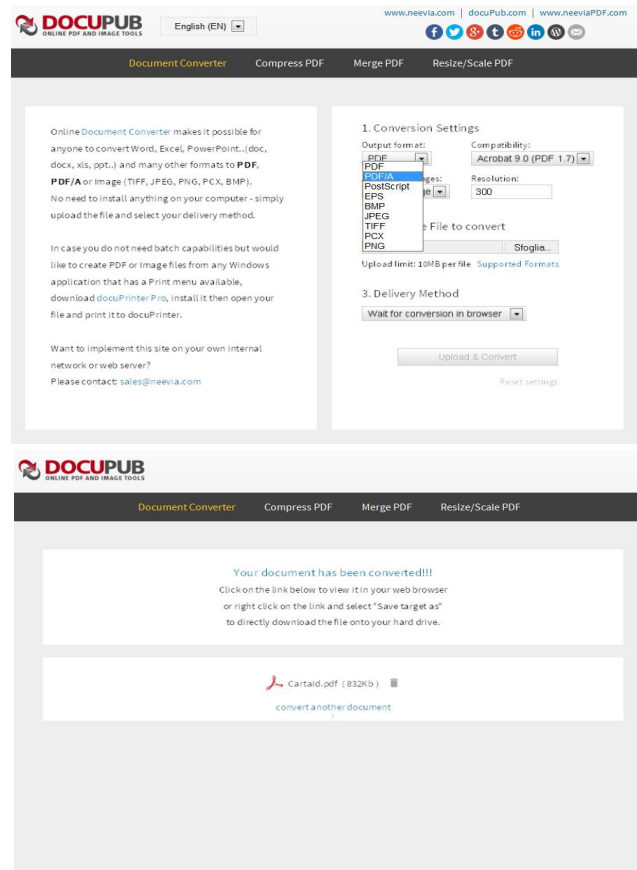 www.neevia.com | docuPub.com | www.neeviaPDF.com
DOCUPUB
ONLINE PDF AND IMAGE TOOLS
English (EN)
Document Converter Compress PDF Merge PDF Resize/Scale PDF
Online Document Converter makes it possible for
anyone to convert Word, Excel, PowerPoint..(doc,
docx, xls, ppt..) and many other formats to PDF,
PDF/A or Image (TIFF, JPEG, PNG, PCX, BMP).
No need to install anything on your computer - simply
upload the file and select your delivery method.
In case you do not need batch capabilities but would
like to create PDF or Image files from any Windows
application that has a Print menu available,
download docuPrinter Pro, install it then open your
file and print it to docuPrinter.
Want to implement this site on your own internal
network or web server?
Please contact: sales@neevia.com
1. Conversion Settings
Output format: Compatibility:
PDF Acrobat 9.0 (PDF 1.7)
PDF
PDF/A
PostScript
EPS
BMP
JPEG
TIFF
PCX
PNG
ges: Resolution:
ge 300
File to convert
Sfoglia...
Upload limit: 10MB per file Supported Formats
3. Delivery Method
Wait for conversion in browser
Upload & Convert
Reset settings
DOCUPUB
ONLINE PDF AND IMAGE TOOLS
Document Converter Compress PDF Merge PDF Resize/Scale PDF
Your document has been converted!!!
Click on the link below to view it in your web browser
or right click on the link and select "Save target as"
to directly download the file onto your hard drive.
CartaId.pdf ( 832Kb )
convert another document